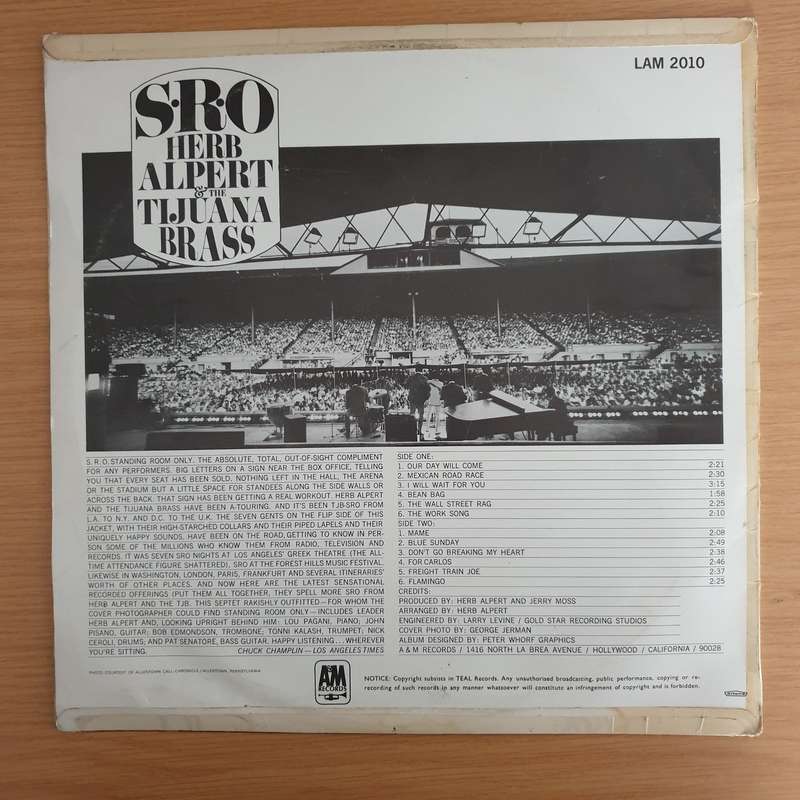 LAM 2010
S·R·O
HERB
ALPERT
& THE
TIJUANA
BRASS
S. R. O. STANDING ROOM ONLY. THE ABSOLUTE, TOTAL, OUT-OF-SIGHT COMPLIMENT
FOR ANY PERFORMERS. BIG LETTERS ON A SIGN NEAR THE BOX OFFICE, TELLING
YOU THAT EVERY SEAT HAS BEEN SOLD. NOTHING LEFT IN THE HALL, THE ARENA
OR THE STADIUM BUT A LITTLE SPACE FOR STANDEES ALONG THE SIDE WALLS OR
ACROSS THE BACK. THAT SIGN HAS BEEN GETTING A REAL WORKOUT. HERB ALPERT
AND THE TIJUANA BRASS HAVE BEEN A-TOURING. AND IT'S BEEN TJB-SRO FROM
L.A. TO N.Y. AND D.C. TO THE U.K. THE SEVEN GENTS ON THE FLIP SIDE OF THIS
JACKET, WITH THEIR HIGH-STARCHED COLLARS AND THEIR PIPED LAPELS AND THEIR
UNIQUELY HAPPY SOUNDS, HAVE BEEN ON THE ROAD, GETTING TO KNOW IN PER-
SON SOME OF THE MILLIONS WHO KNOW THEM FROM RADIO, TELEVISION AND
RECORDS. IT WAS SEVEN SRO NIGHTS AT LOS ANGELES' GREEK THEATRE (THE ALL-
TIME ATTENDANCE FIGURE SHATTERED), SRO AT THE FOREST HILLS MUSIC FESTIVAL.
LIKEWISE IN WASHINGTON, LONDON, PARIS, FRANKFURT AND SEVERAL ITINERARIES'
WORTH OF OTHER PLACES. AND NOW HERE ARE THE LATEST SENSATIONAL
RECORDED OFFERINGS (PUT THEM ALL TOGETHER, THEY SPELL MORE SRO FROM
HERB ALPERT AND THE TJB. THIS SEPTET RAKISHLY OUTFITTED—FOR WHOM THE
COVER PHOTOGRAPHER COULD FIND STANDING ROOM ONLY—INCLUDES LEADER
HERB ALPERT AND, LOOKING UPRIGHT BEHIND HIM: LOU PAGANI, PIANO; JOHN
PISANO, GUITAR; BOB EDMONDSON, TROMBONE; TONNI KALASH, TRUMPET; NICK
CEROLI, DRUMS; AND PAT SENATORE, BASS GUITAR. HAPPY LISTENING . . . WHEREVER
YOU'RE SITTING. CHUCK CHAMPLIN—LOS ANGELES TIMES
PHOTO COURTESY OF ALLENTOWN CALL-CHRONICLE/ALLENTOWN, PENNSYLVANIA
SIDE ONE:
1. OUR DAY WILL COME 2:21
2. MEXICAN ROAD RACE 2:30
3. I WILL WAIT FOR YOU 3:15
4. BEAN BAG 1:58
5. THE WALL STREET RAG 2:25
6. THE WORK SONG 2:10
SIDE TWO:
1. MAME 2:08
2. BLUE SUNDAY 2:49
3. DON'T GO BREAKING MY HEART 2:38
4. FOR CARLOS 2:46
5. FREIGHT TRAIN JOE 2:37
6. FLAMINGO 2:25
CREDITS:
PRODUCED BY: HERB ALPERT AND JERRY MOSS
ARRANGED BY: HERB ALPERT
ENGINEERED BY: LARRY LEVINE / GOLD STAR RECORDING STUDIOS
COVER PHOTO BY: GEORGE JERMAN
ALBUM DESIGNED BY: PETER WHORF GRAPHICS
A & M RECORDS / 1416 NORTH LA BREA AVENUE / HOLLYWOOD / CALIFORNIA / 90028
A&M
RECORDS
NOTICE: Copyright subsists in TEAL Records. Any unauthorised broadcasting, public performance, copying or re-
recording of such records in any manner whatsoever will constitute an infringement of copyright and is forbidden.